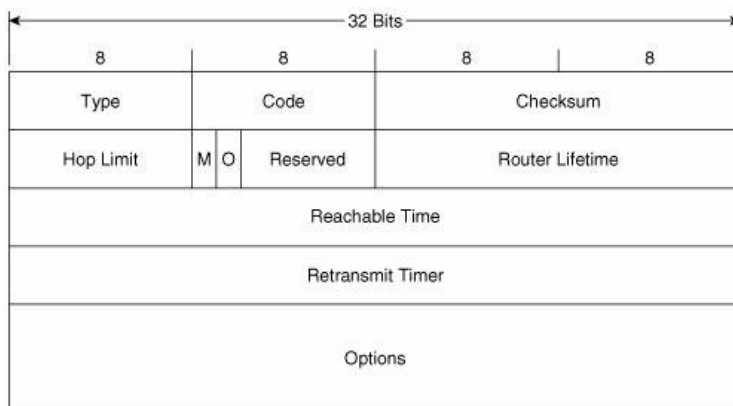 32 Bits
8 8 8 8
Type Code Checksum
Hop Limit M O Reserved Router Lifetime
Reachable Time
Retransmit Timer
Options